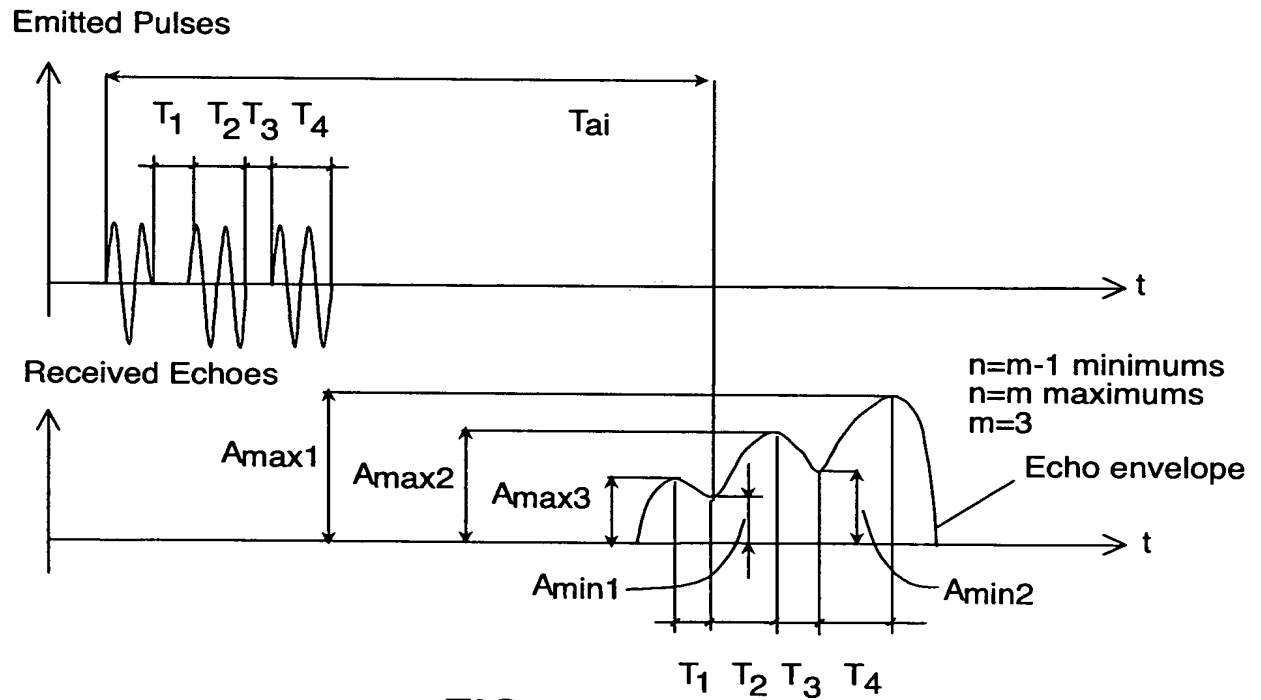 Emitted Pulses
T1 T2 T3 T4
Tai
t
Received Echoes
n=m-1 minimums
n=m maximums
m=3
Amax1
Amax2
Amax3
Echo envelope
t
Amin1
Amin2
T1 T2 T3 T4